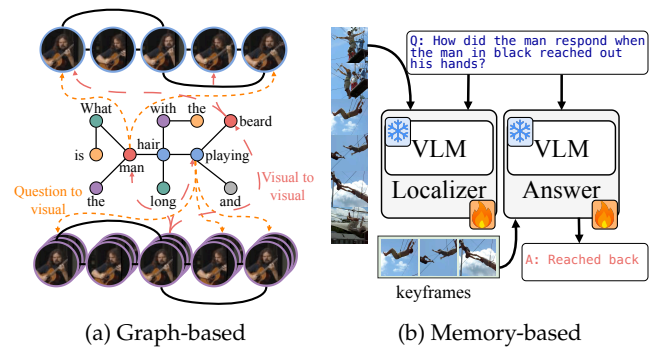 What
with
the
beard
is
man
hair
playing
the
long
and
Question to
visual
Visual to
visual
(a) Graph-based
Q: How did the man respond when
the man in black reached out
his hands?
VLM
Localizer
VLM
Answer
keyframes
A: Reached back
(b) Memory-based